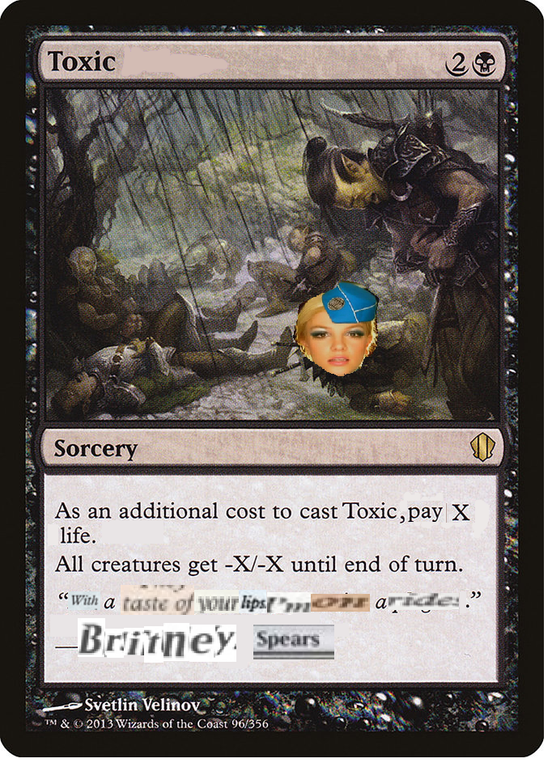 Toxic 2
Sorcery
As an additional cost to cast Toxic, pay X
life.
All creatures get -X/-X until end of turn.
“With a taste of your lips I'm on a ride.”
—Britney Spears
Svetlin Velinov
™ & © 2013 Wizards of the Coast 96/356